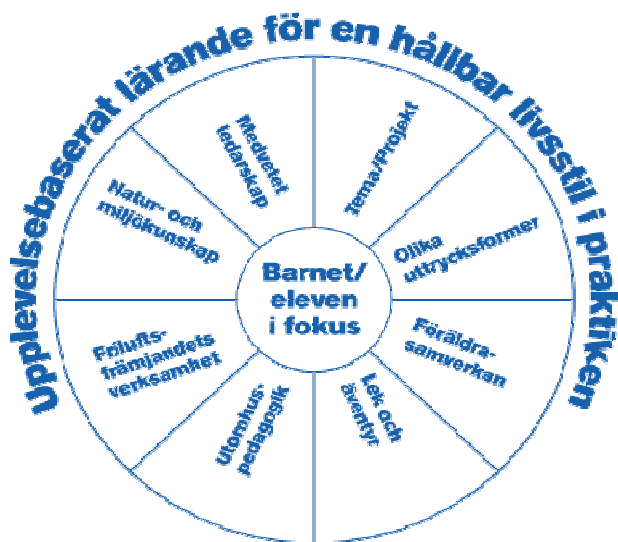 Upplevelsebaserat lärande för en hållbar livsstil i praktiken
Medvetet
ledarskap
Tema/Projekt
Natur- och
miljökunskap
Olika
uttrycksformer
Barnet/
eleven
i fokus
Frilufts-
främjandets
verksamhet
Föräldra-
samverkan
Utomhus-
pedagogik
Lek och
äventyr